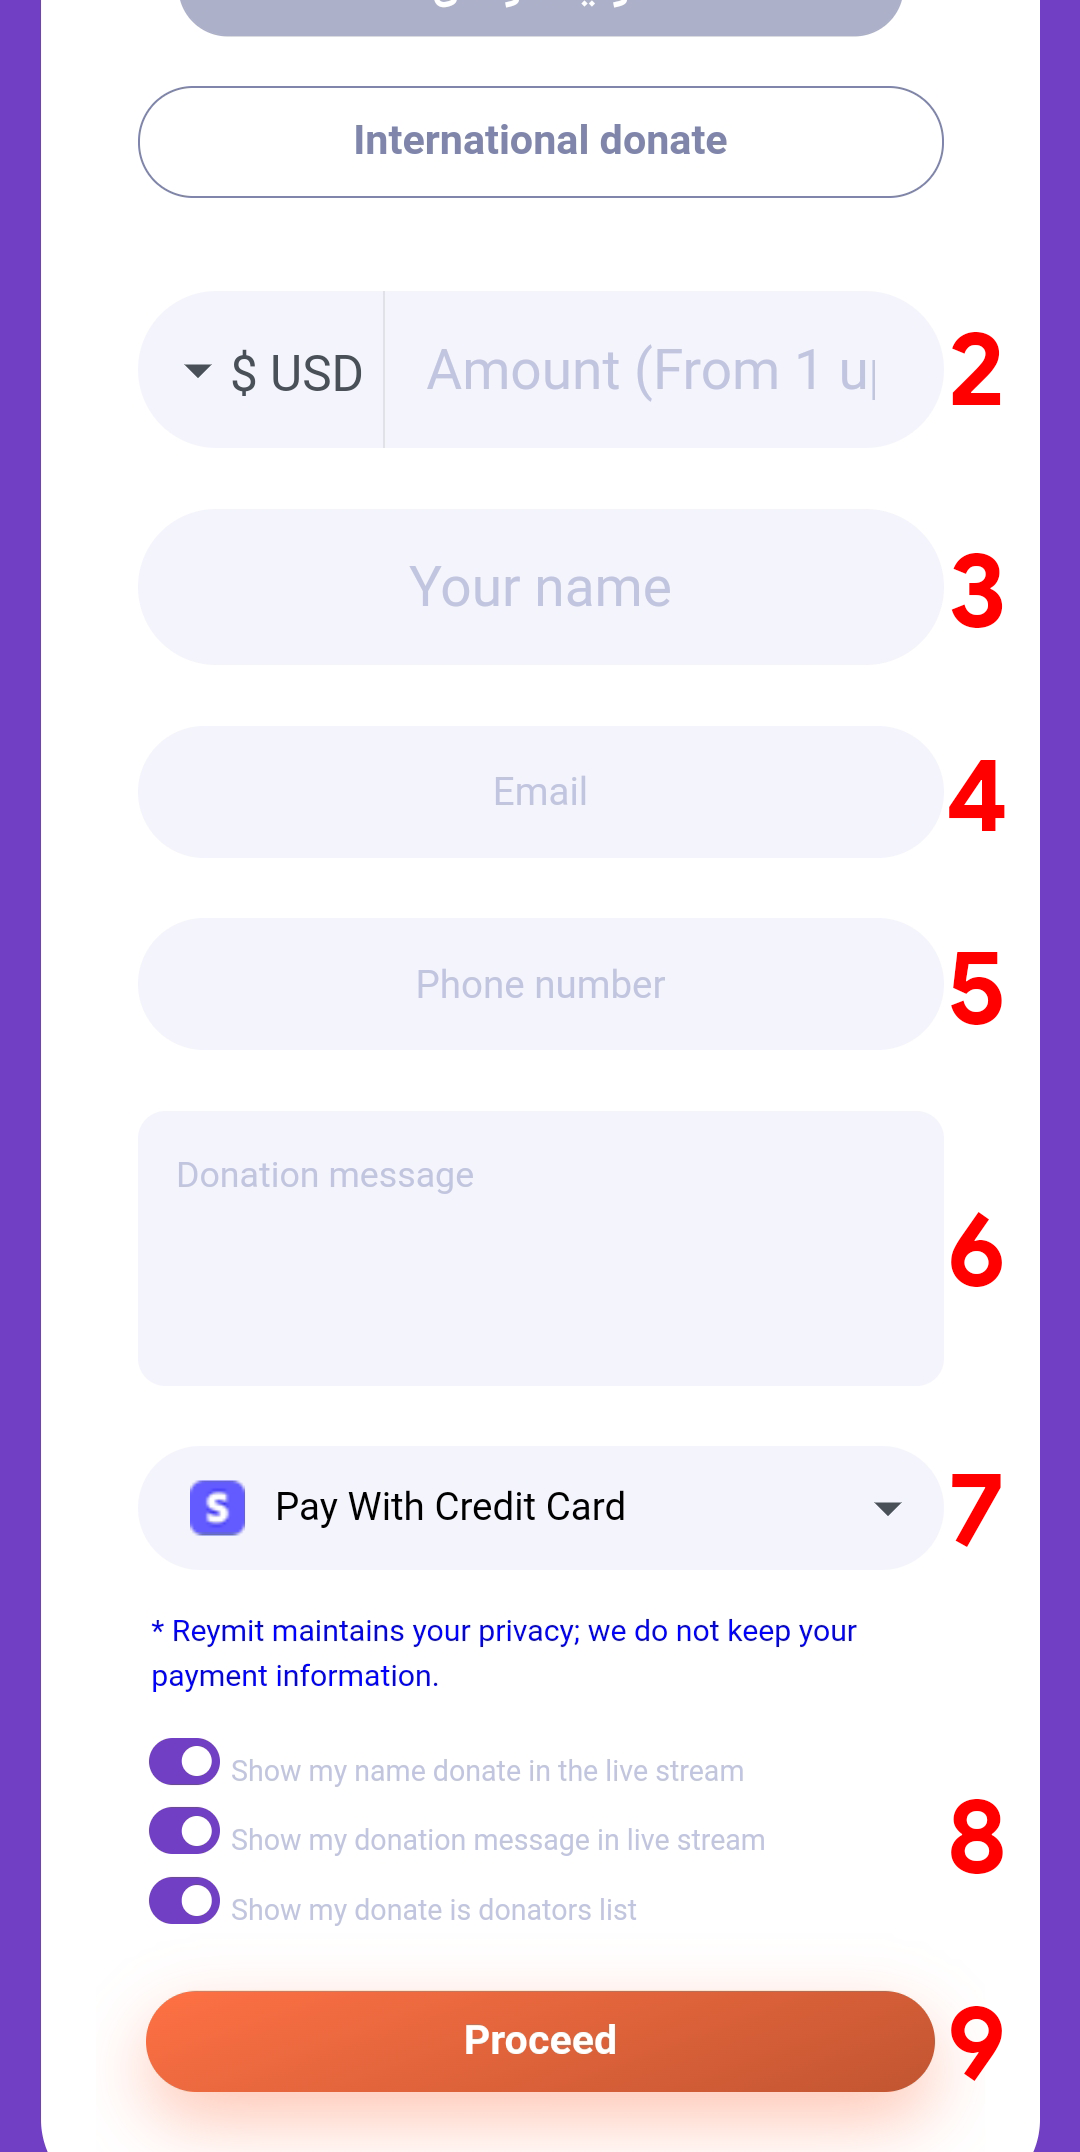 International donate
$ USD
Amount (From 1 u
2
Your name
3
Email
4
Phone number
5
Donation message
6
S Pay With Credit Card
7
* Reymit maintains your privacy; we do not keep your
payment information.
Show my name donate in the live stream
Show my donation message in live stream
8
Show my donate is donators list
Proceed
9